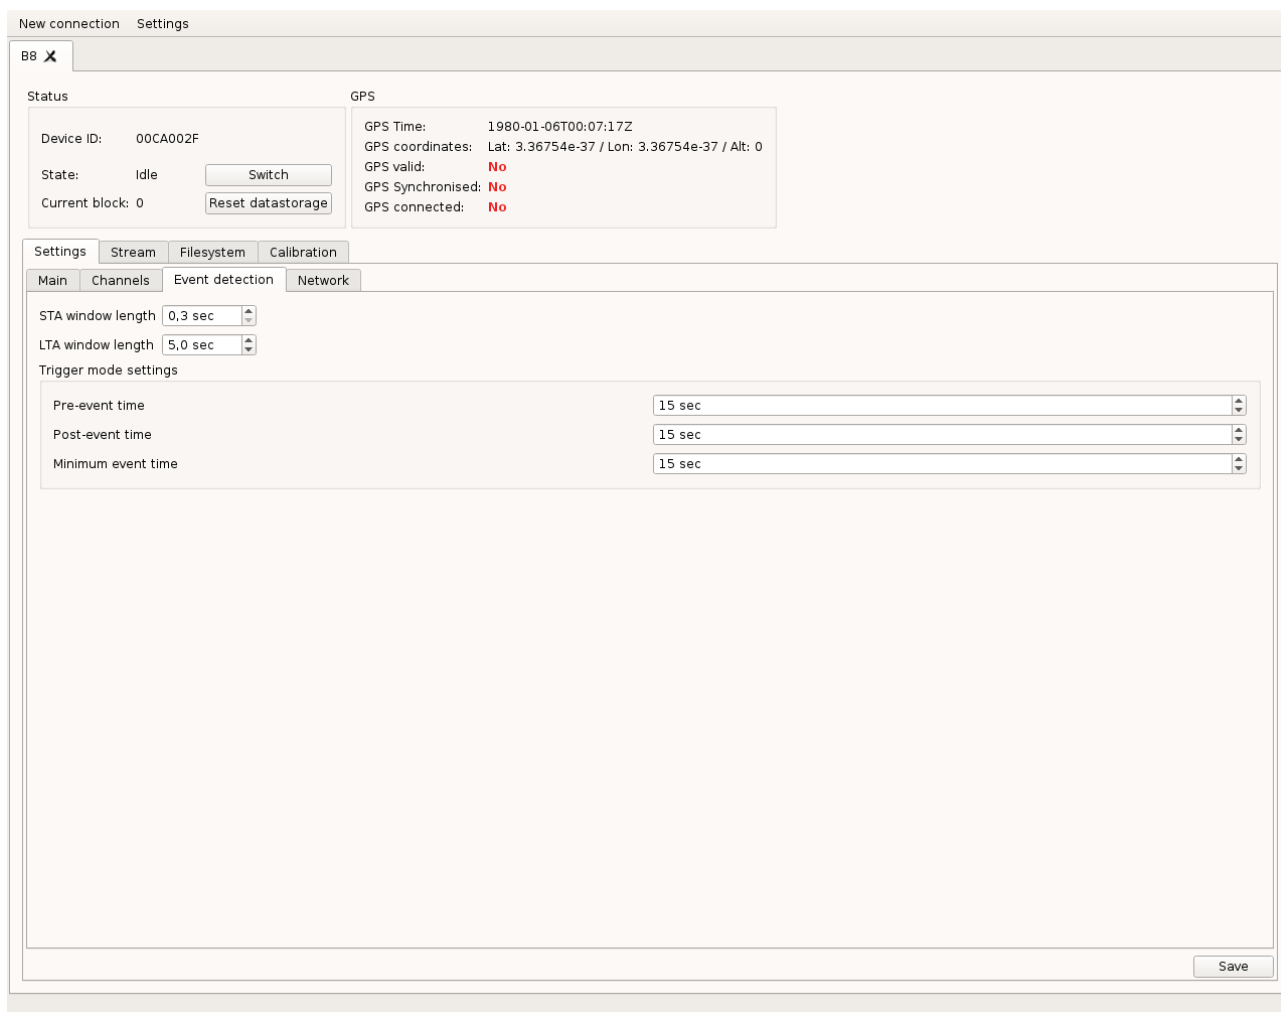 New connection Settings
B8
Status
Device ID: 00CA002F
State: Idle Switch
Current block: 0 Reset datastorage
GPS
GPS Time: 1980-01-06T00:07:17Z
GPS coordinates: Lat: 3.36754e-37 / Lon: 3.36754e-37 / Alt: 0
GPS valid: No
GPS Synchronised: No
GPS connected: No
Settings Stream Filesystem Calibration
Main Channels Event detection Network
STA window length 0,3 sec
LTA window length 5,0 sec
Trigger mode settings
Pre-event time 15 sec
Post-event time 15 sec
Minimum event time 15 sec
Save